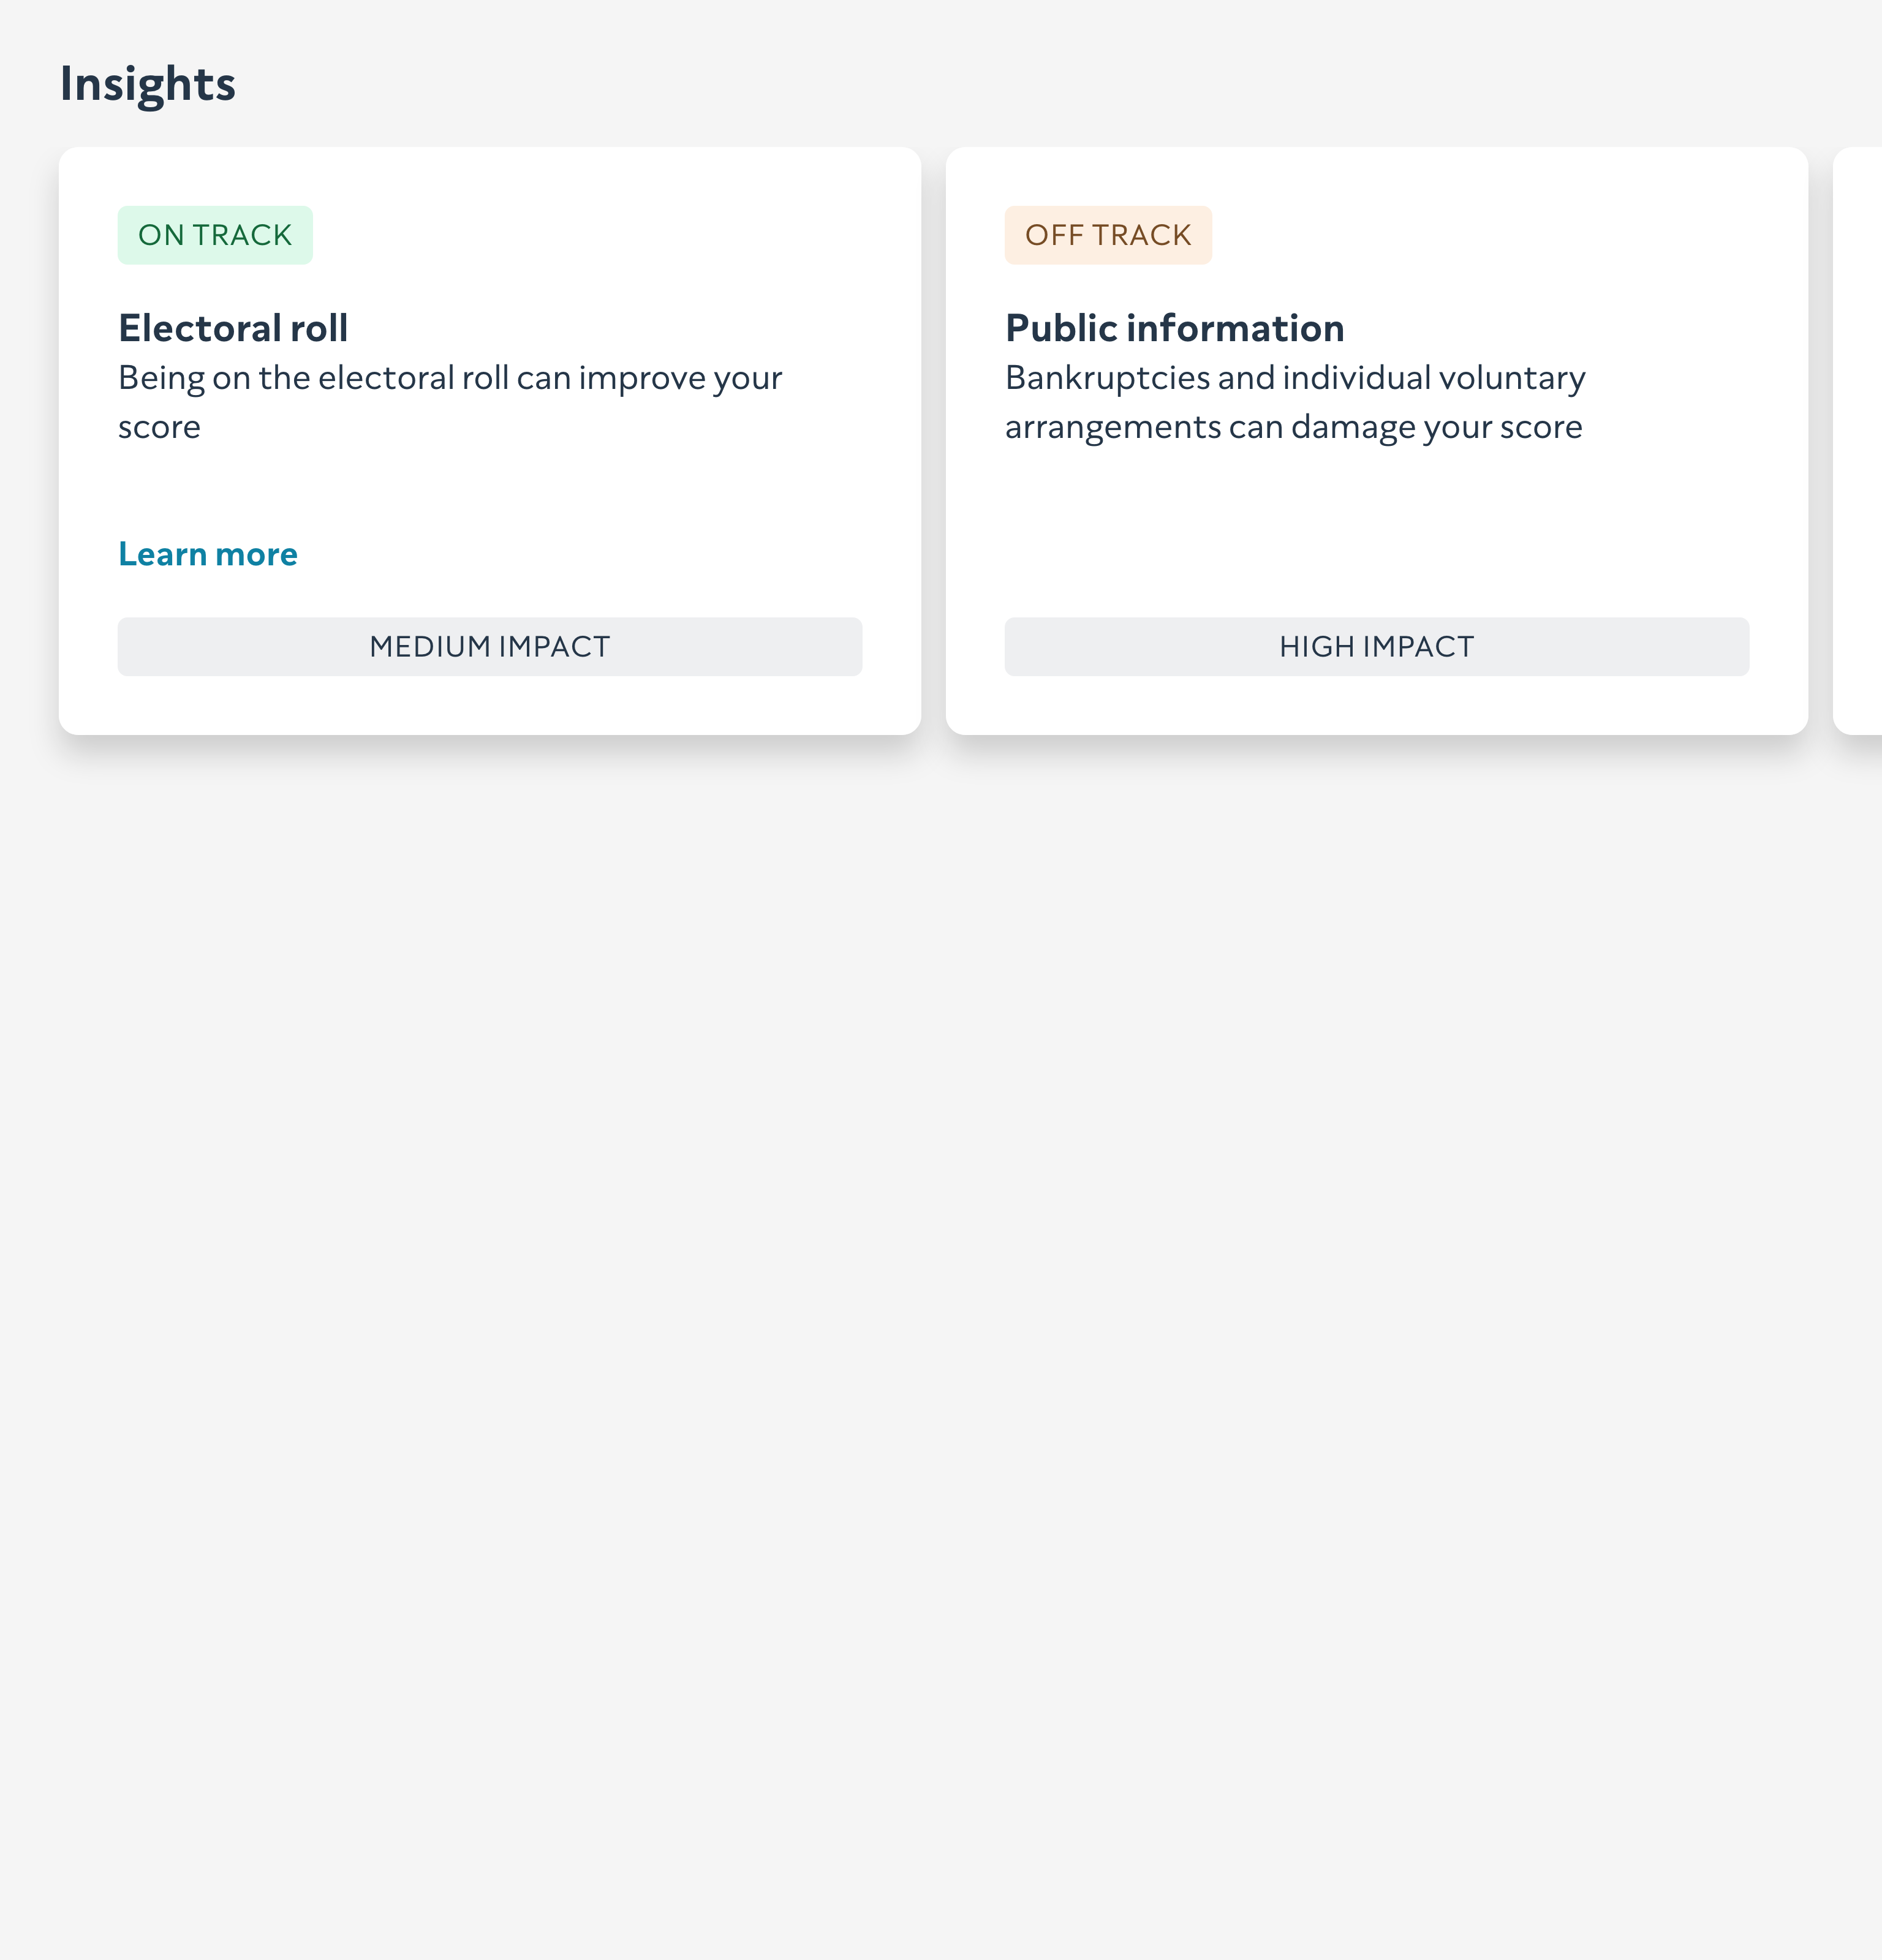 Insights
ON TRACK
Electoral roll
Being on the electoral roll can improve your
score
Learn more
MEDIUM IMPACT
OFF TRACK
Public information
Bankruptcies and individual voluntary
arrangements can damage your score
HIGH IMPACT